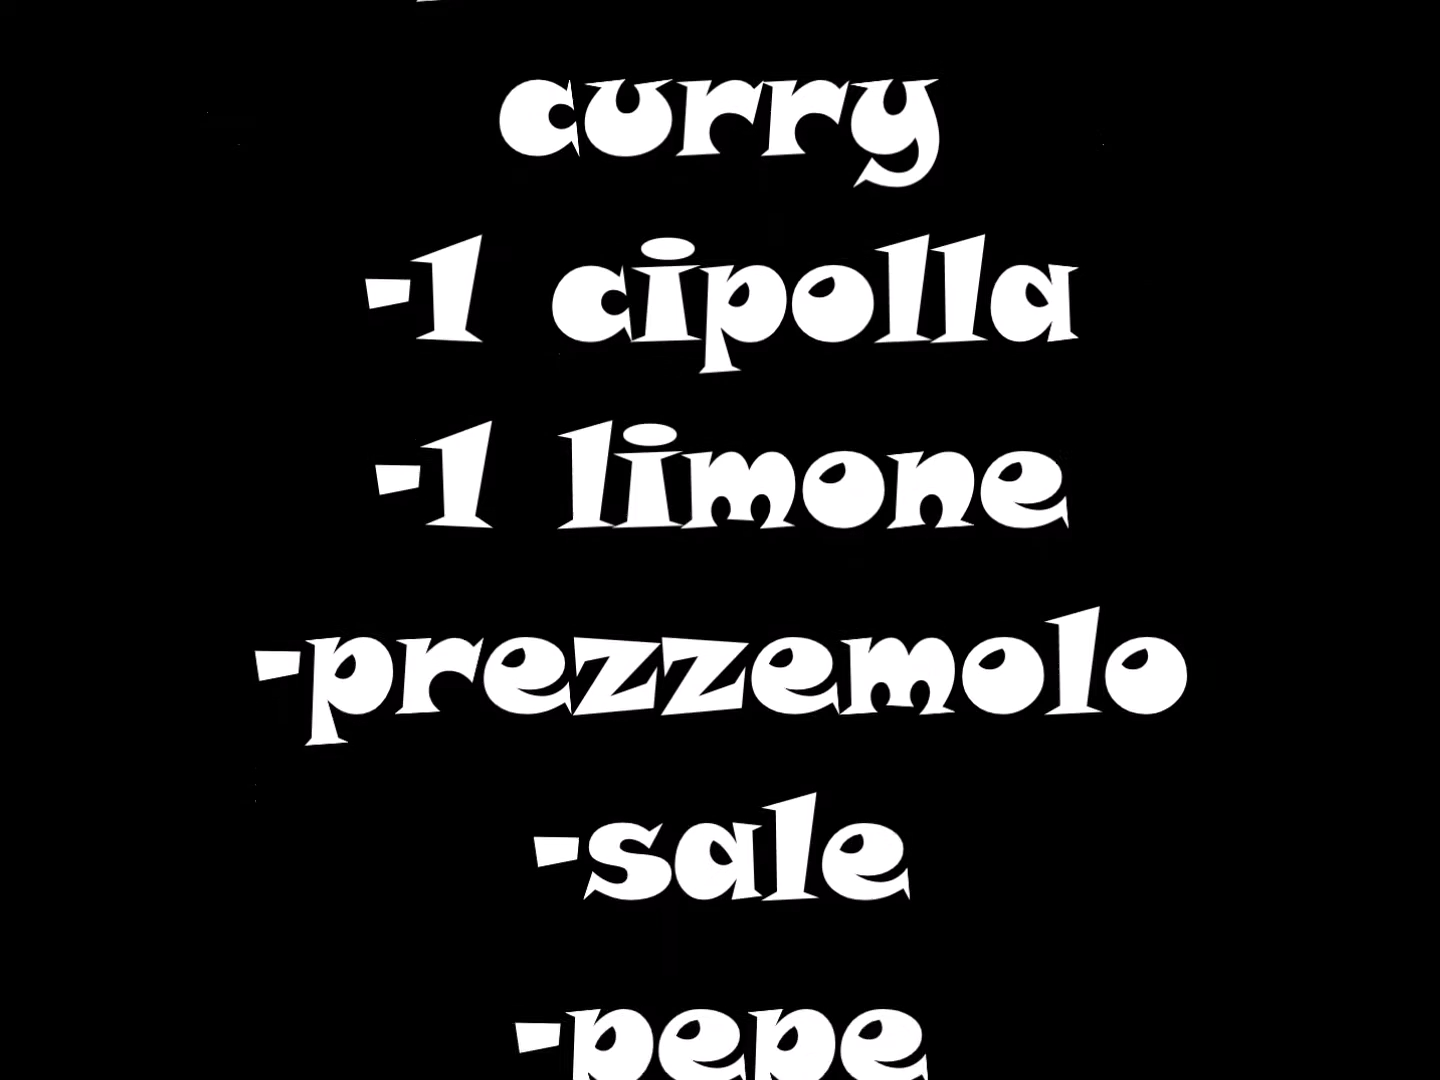 curry
-1 cipolla
-1 limone
-prezzemolo
-sale
-pepe